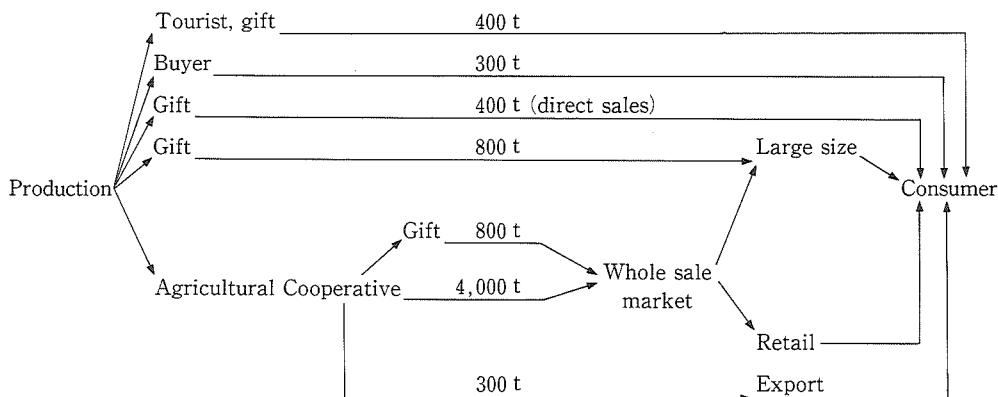 Tourist, gift 400 t
Buyer 300 t
Gift 400 t (direct sales)
Gift 800 t Large size
Production Consumer
Gift 800 t
Agricultural Cooperative 4,000 t Whole sale
market
Retail
300 t Export